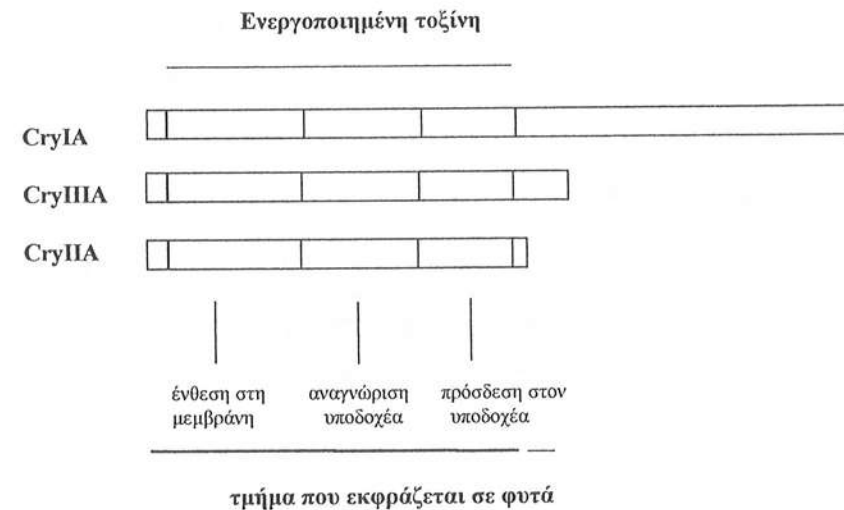 Ενεργοποιημένη τοξίνη
CryIA
CryIIIA
CryIIA
ένθεση στη αναγνώριση πρόσδεση στον
μεμβράνη υποδοχέα υποδοχέα
τμήμα που εκφράζεται σε φυτά